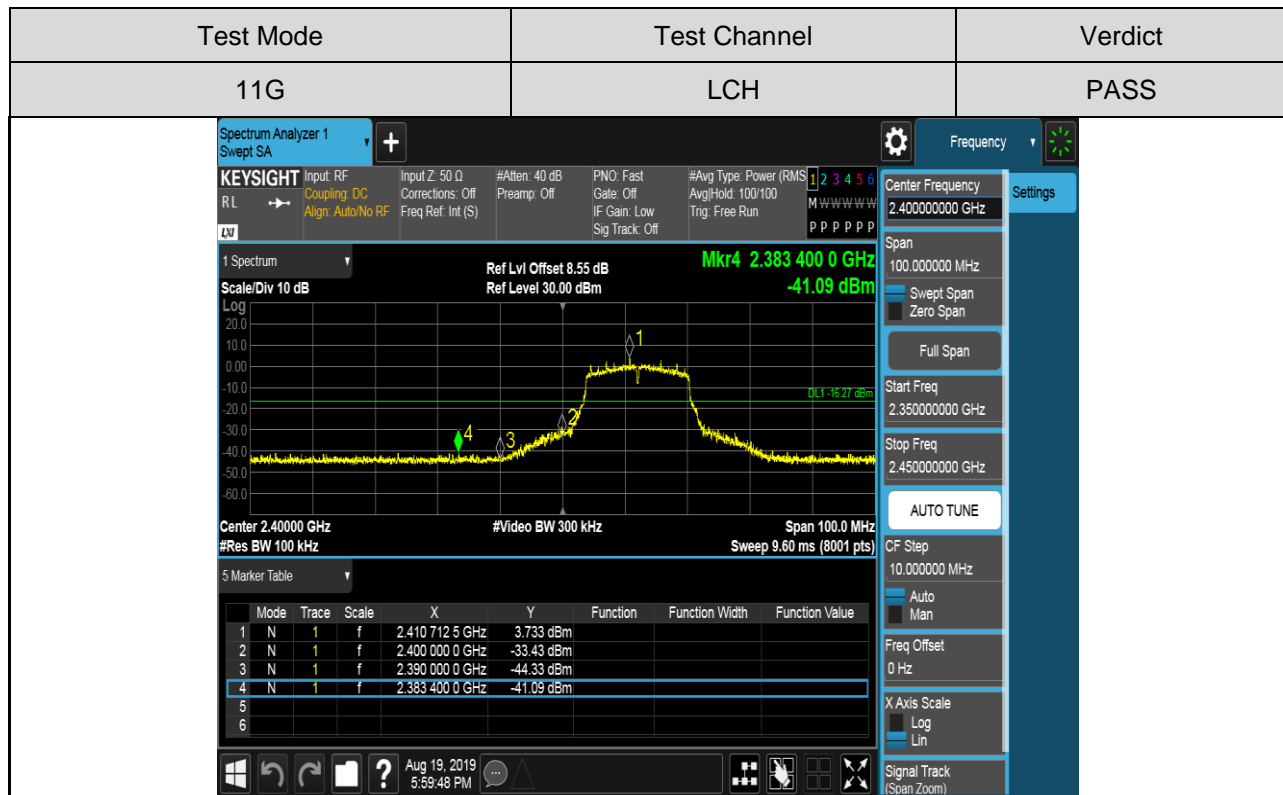 Test Mode Test Channel Verdict
11G LCH PASS
Spectrum Analyzer 1
Swept SA
+
Frequency
KEYSIGHT
RL
LXI
Input: RF
Coupling: DC
Align: Auto/No RF
Input Z: 50 Ω
Corrections: Off
Freq Ref: Int (S)
#Atten: 40 dB
Preamp: Off
PNO: Fast
Gate: Off
IF Gain: Low
Sig Track: Off
#Avg Type: Power (RMS
Avg|Hold: 100/100
Trig: Free Run
1 2 3 4 5 6
M W W W W W
P P P P P P
1 Spectrum
Scale/Div 10 dB
Ref Lvl Offset 8.55 dB
Ref Level 30.00 dBm
Mkr4 2.383 400 0 GHz
-41.09 dBm
Log
20.0
10.0
0.00
-10.0
-20.0
-30.0
-40.0
-50.0
-60.0
1
DL1 -16.27 dBm
2
3
4
Center 2.40000 GHz
#Res BW 100 kHz
#Video BW 300 kHz
Span 100.0 MHz
Sweep 9.60 ms (8001 pts)
5 Marker Table
Mode Trace Scale X Y Function Function Width Function Value
1 N 1 f 2.410 712 5 GHz 3.733 dBm
2 N 1 f 2.400 000 0 GHz -33.43 dBm
3 N 1 f 2.390 000 0 GHz -44.33 dBm
4 N 1 f 2.383 400 0 GHz -41.09 dBm
5
6
?
Aug 19, 2019
5:59:48 PM
Center Frequency
2.400000000 GHz
Settings
Span
100.000000 MHz
Swept Span
Zero Span
Full Span
Start Freq
2.350000000 GHz
Stop Freq
2.450000000 GHz
AUTO TUNE
CF Step
10.000000 MHz
Auto
Man
Freq Offset
0 Hz
X Axis Scale
Log
Lin
Signal Track
(Span Zoom)